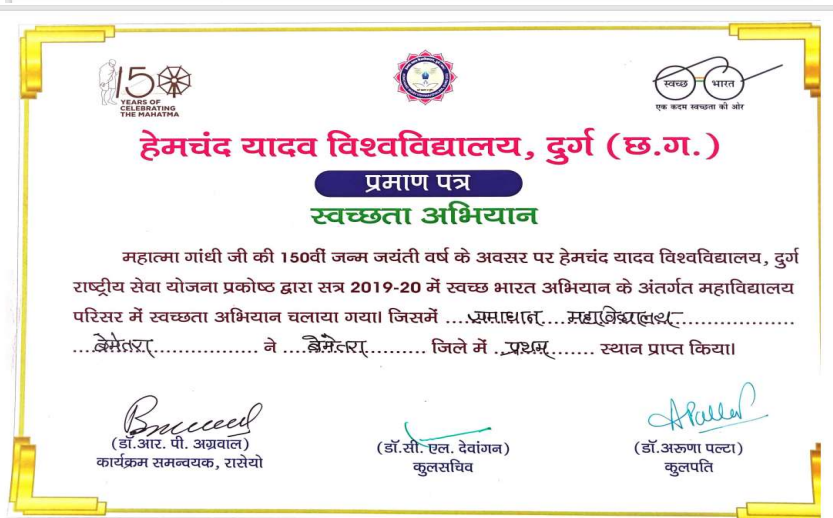 150
YEARS OF
CELEBRATING
THE MAHATMA
स्वच्छ भारत
एक कदम स्वच्छता की ओर
हेमचंद यादव विश्वविद्यालय, दुर्ग (छ.ग.)
प्रमाण पत्र
स्वच्छता अभियान
महात्मा गांधी जी की 150वीं जन्म जयंती वर्ष के अवसर पर हेमचंद यादव विश्वविद्यालय, दुर्ग
राष्ट्रीय सेवा योजना प्रकोष्ठ द्वारा सत्र 2019-20 में स्वच्छ भारत अभियान के अंतर्गत महाविद्यालय
परिसर में स्वच्छता अभियान चलाया गया। जिसमें ....समाधान....महाविद्यालय....................
....बेमेतरा.................. ने ....बेमेतरा.......... जिले में ..प्रथम....... स्थान प्राप्त किया।
(डॉ.आर. पी. अग्रवाल) (डॉ.सी. एल. देवांगन) (डॉ.अरूणा पल्टा)
कार्यक्रम समन्वयक, रासेयो कुलसचिव कुलपति